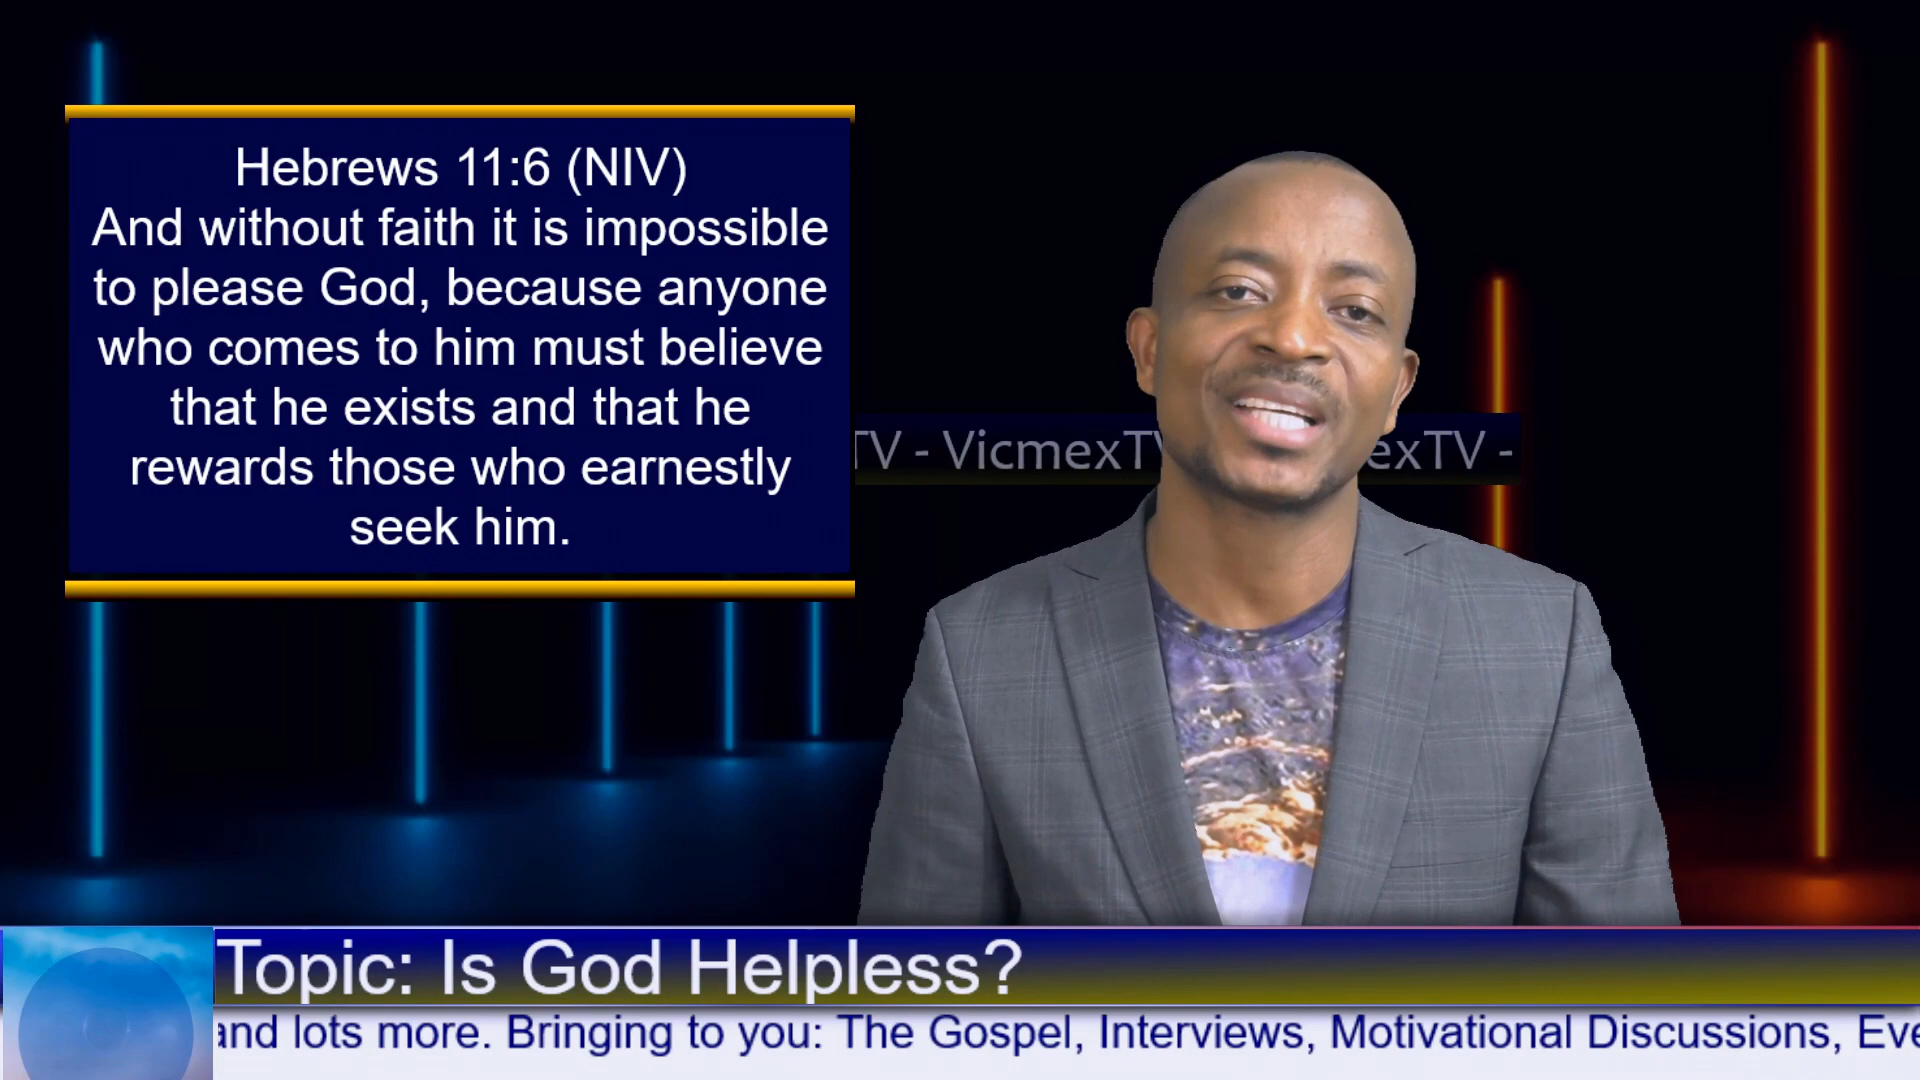 Hebrews 11:6 (NIV)
And without faith it is impossible
to please God, because anyone
who comes to him must believe
that he exists and that he
rewards those who earnestly
seek him.
TV - VicmexTV exTV -
Topic: Is God Helpless?
and lots more. Bringing to you: The Gospel, Interviews, Motivational Discussions, Eve